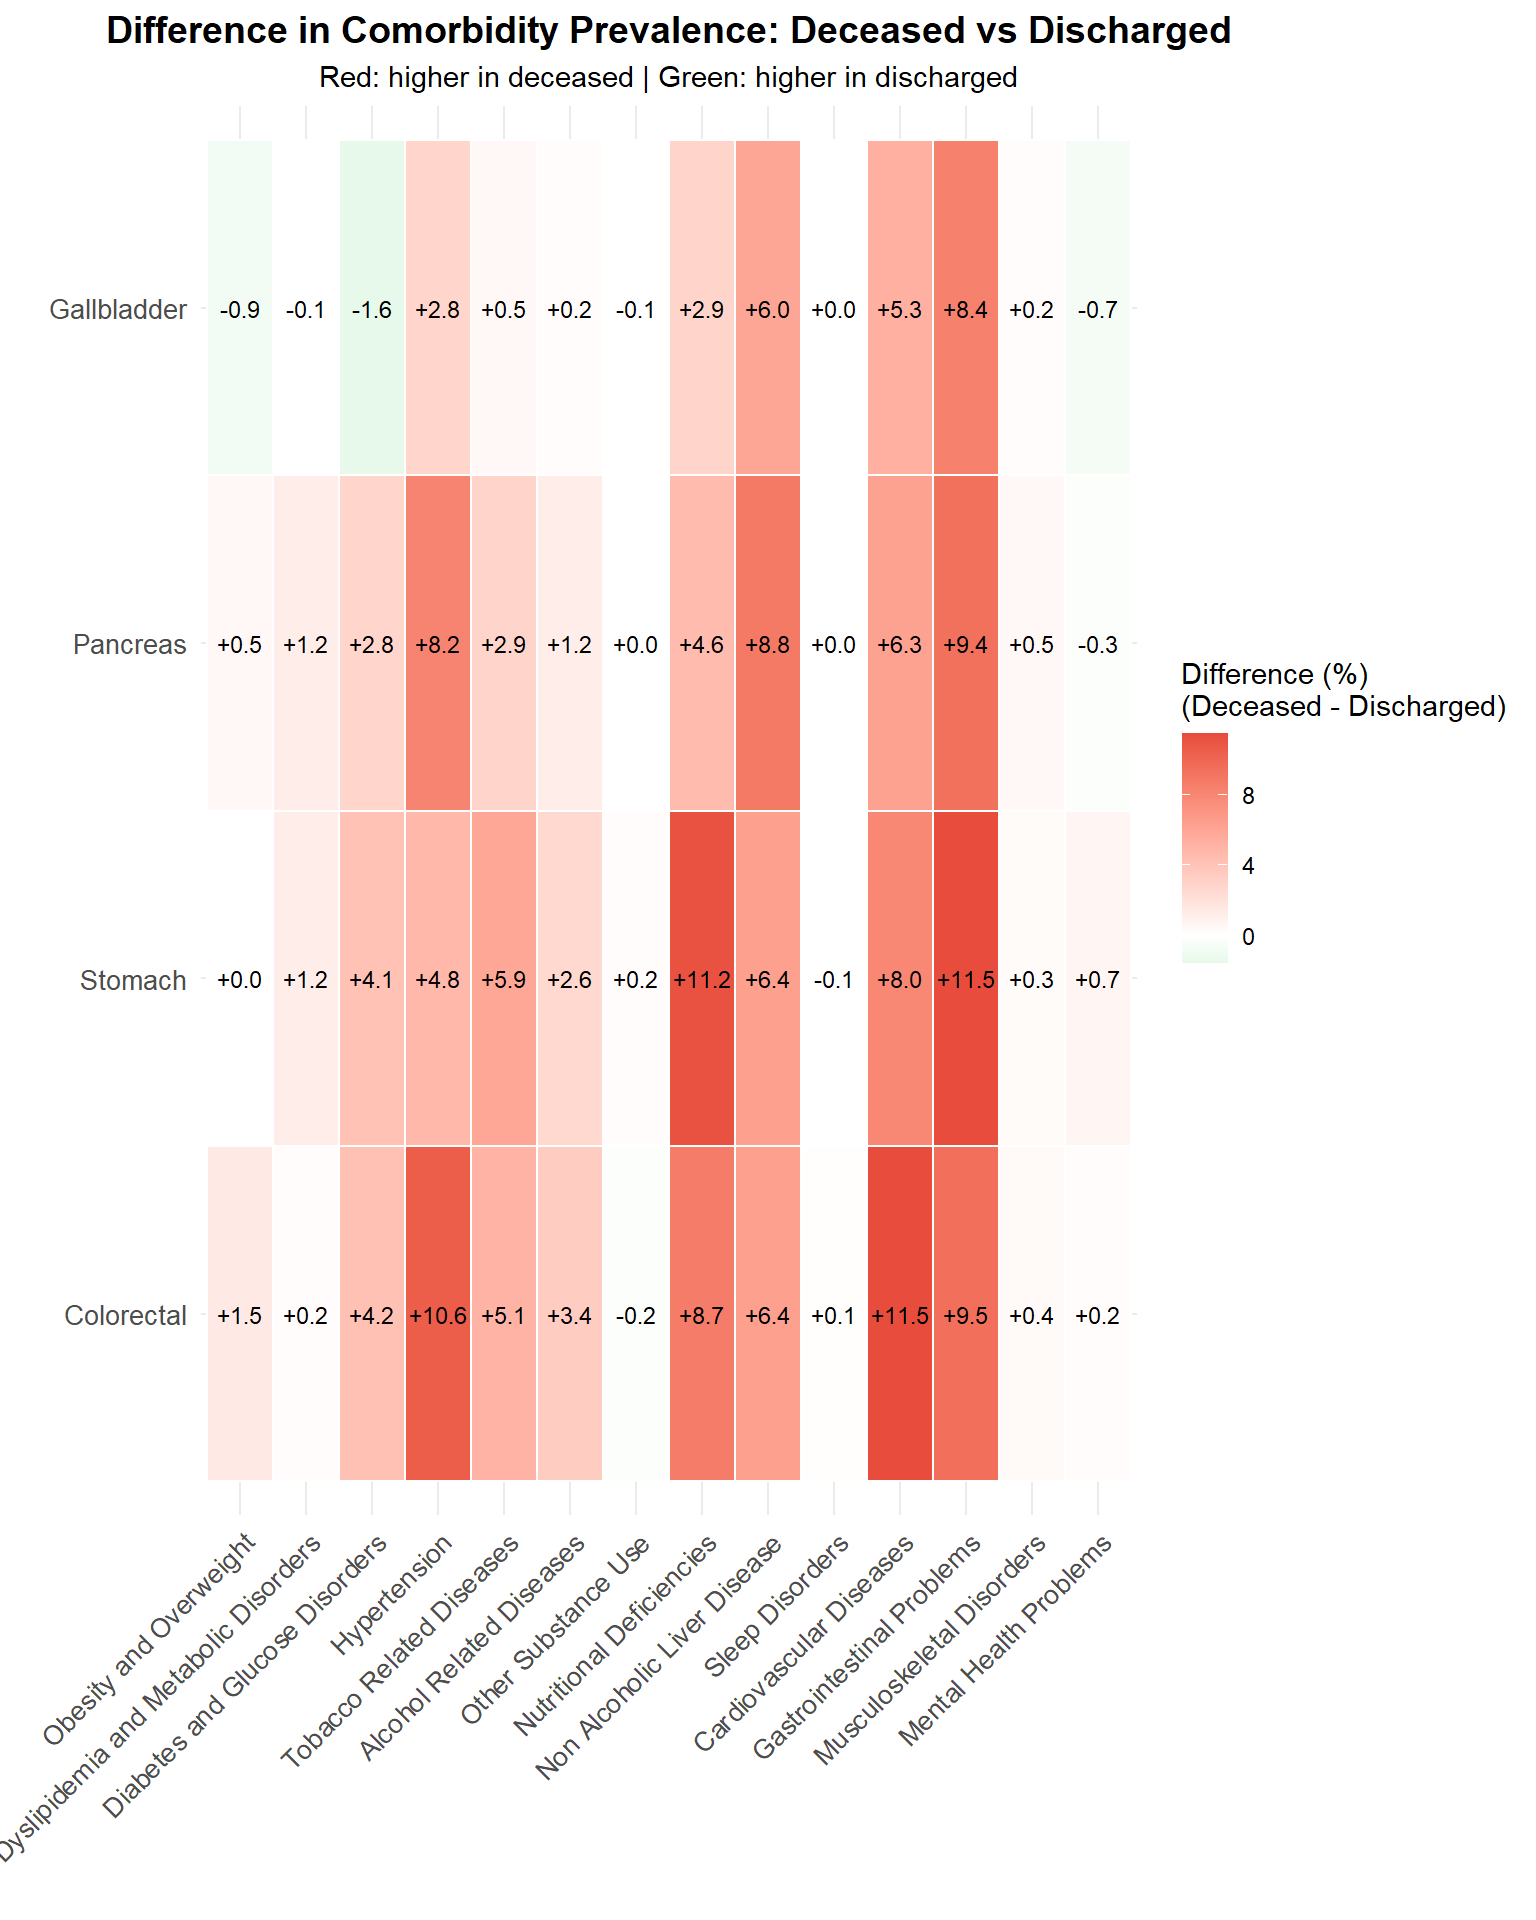 Difference in Comorbidity Prevalence: Deceased vs Discharged
Red: higher in deceased | Green: higher in discharged
Gallbladder -0.9 -0.1 -1.6 +2.8 +0.5 +0.2 -0.1 +2.9 +6.0 +0.0 +5.3 +8.4 +0.2 -0.7
Pancreas +0.5 +1.2 +2.8 +8.2 +2.9 +1.2 +0.0 +4.6 +8.8 +0.0 +6.3 +9.4 +0.5 -0.3
Stomach +0.0 +1.2 +4.1 +4.8 +5.9 +2.6 +0.2 +11.2 +6.4 -0.1 +8.0 +11.5 +0.3 +0.7
Colorectal +1.5 +0.2 +4.2 +10.6 +5.1 +3.4 -0.2 +8.7 +6.4 +0.1 +11.5 +9.5 +0.4 +0.2
Obesity and Overweight
Dyslipidemia and Metabolic Disorders
Diabetes and Glucose Disorders
Hypertension
Tobacco Related Diseases
Alcohol Related Diseases
Other Substance Use
Nutritional Deficiencies
Non Alcoholic Liver Disease
Sleep Disorders
Cardiovascular Diseases
Gastrointestinal Problems
Musculoskeletal Disorders
Mental Health Problems
Difference (%)
(Deceased - Discharged)
8
4
0